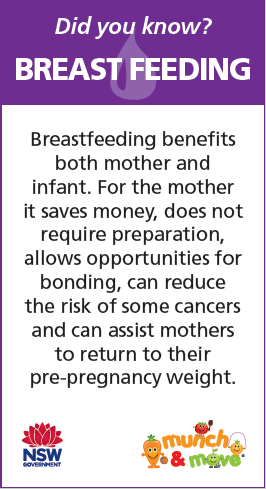 Did you know?
BREAST FEEDING
Breastfeeding benefits
both mother and
infant. For the mother
it saves money, does not
require preparation,
allows opportunities for
bonding, can reduce
the risk of some cancers
and can assist mothers
to return to their
pre-pregnancy weight.
NSW
GOVERNMENT
munch
& move